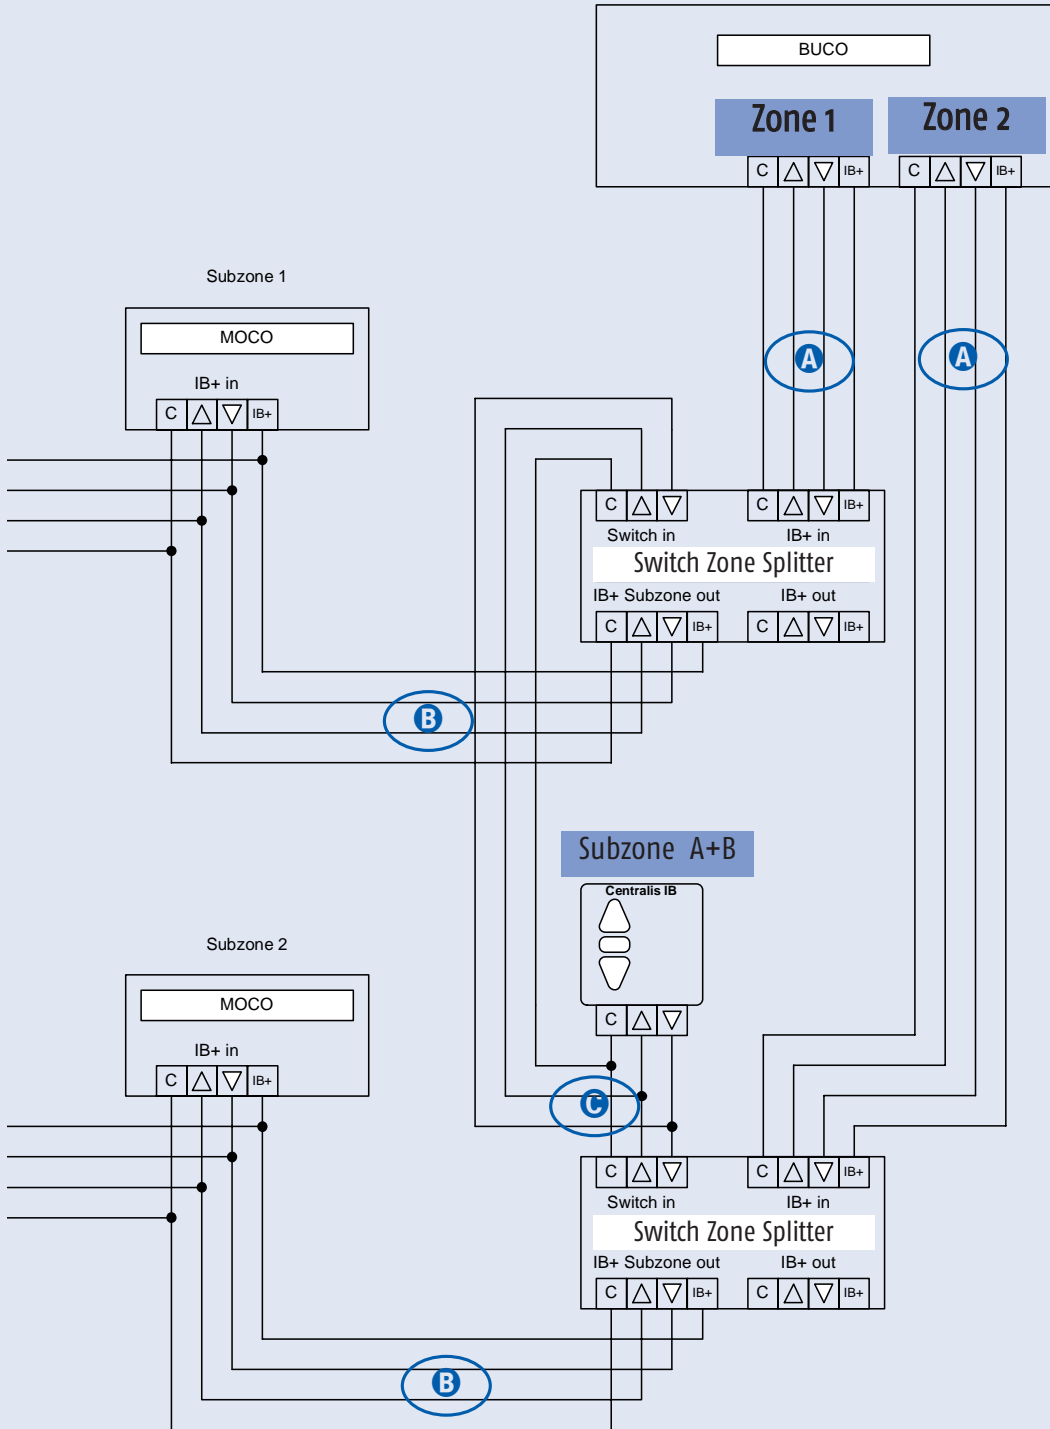 BUCO
Zone 1 Zone 2
C IB+ C IB+
Subzone 1
MOCO
IB+ in
C IB+
A A
C C IB+
Switch in IB+ in
Switch Zone Splitter
IB+ Subzone out IB+ out
C IB+ C IB+
B
Subzone A+B
Centralis IB
C
Subzone 2
MOCO
IB+ in
C IB+
C
C C IB+
Switch in IB+ in
Switch Zone Splitter
IB+ Subzone out IB+ out
C IB+ C IB+
B